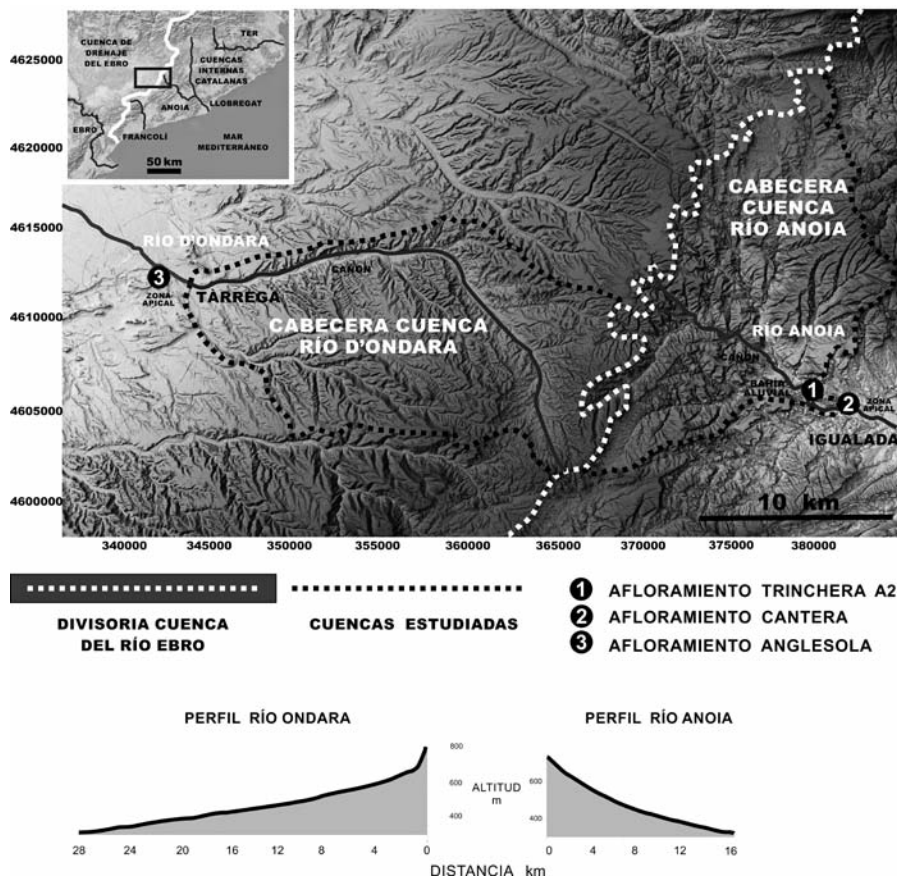 4625000
4620000
4615000
4610000
4605000
4600000
CUENCA DE
DRENAJE
DEL EBRO
TER
CUENCAS
INTERNAS
CATALANAS
ANOIA
LLOBREGAT
EBRO
FRANCOLÍ
MAR
MEDITERRÁNEO
50 km
CABECERA
CUENCA
RÍO ANOIA
RÍO D'ONDARA
3
ZONA
APICAL
TÀRREGA
CAÑON
CABECERA CUENCA
RÍO D'ONDARA
RÍO ANOIA
CAÑON
BAHIA
ALUVIAL
1
2
ZONA
APICAL
IGUALADA
10 km
340000 345000 350000 355000 360000 365000 370000 375000 380000
DIVISORIA CUENCA
DEL RÍO EBRO
CUENCAS ESTUDIADAS
1 AFLORAMIENTO TRINCHERA A2
2 AFLORAMIENTO CANTERA
3 AFLORAMIENTO ANGLESOLA
PERFIL RÍO ONDARA
PERFIL RÍO ANOIA
800
600
400
ALTITUD
m
600
400
28 24 20 16 12 8 4 0
0 4 8 12 16
DISTANCIA km